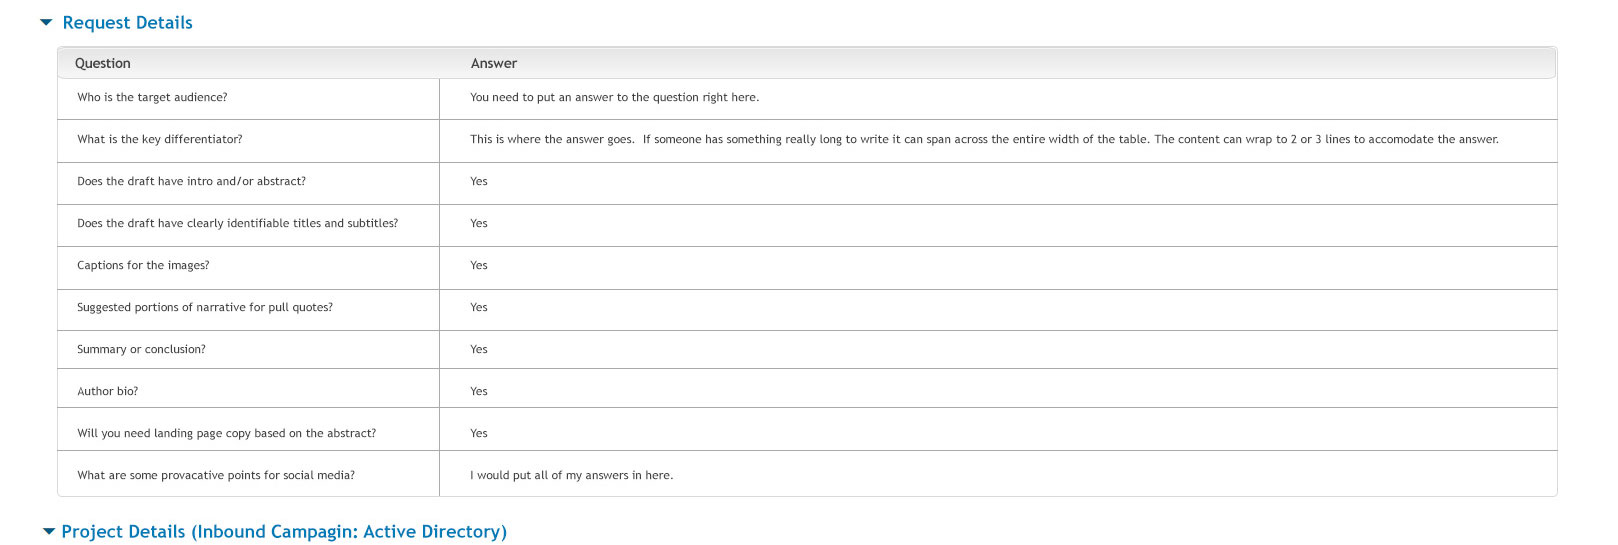 Request Details
Question Answer
Who is the target audience? You need to put an answer to the question right here.
What is the key differentiator? This is where the answer goes.  If someone has something really long to write it can span across the entire width of the table. The content can wrap to 2 or 3 lines to accomodate the answer.
Does the draft have intro and/or abstract? Yes
Does the draft have clearly identifiable titles and subtitles? Yes
Captions for the images? Yes
Suggested portions of narrative for pull quotes? Yes
Summary or conclusion? Yes
Author bio? Yes
Will you need landing page copy based on the abstract? Yes
What are some provacative points for social media? I would put all of my answers in here.
Project Details (Inbound Campagin: Active Directory)